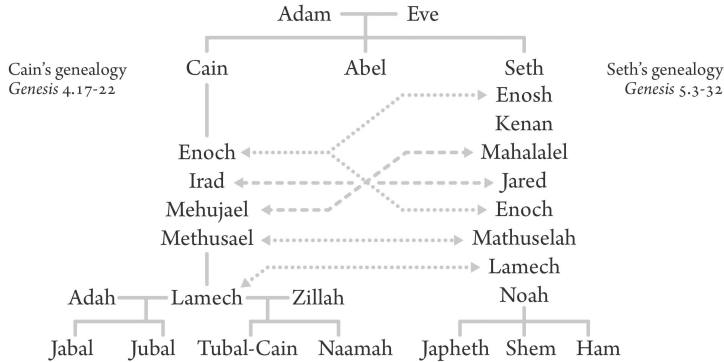 Adam Eve
Cain's genealogy
Genesis 4.17-22
Cain Abel Seth
Seth's genealogy
Genesis 5.3-32
Enosh
Kenan
Enoch Mahalalel
Irad Jared
Mehujael Enoch
Methusael Mathuselah
Lamech
Adah Lamech Zillah Noah
Jabal Jubal Tubal-Cain Naamah Japheth Shem Ham